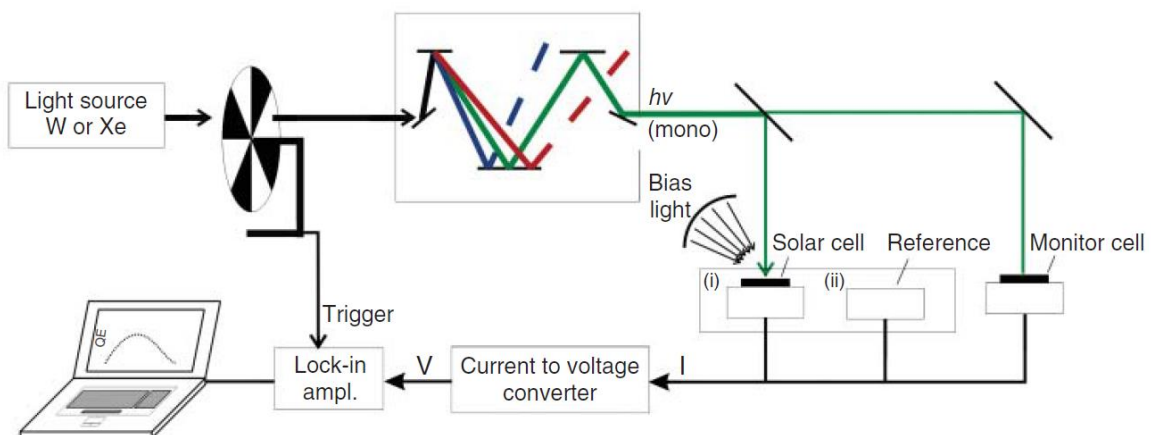 Light source
W or Xe
hν
(mono)
Bias
light
Solar cell
Reference
Monitor cell
(i)
(ii)
Trigger
QE
Lock-in
ampl.
V
Current to voltage
converter
I